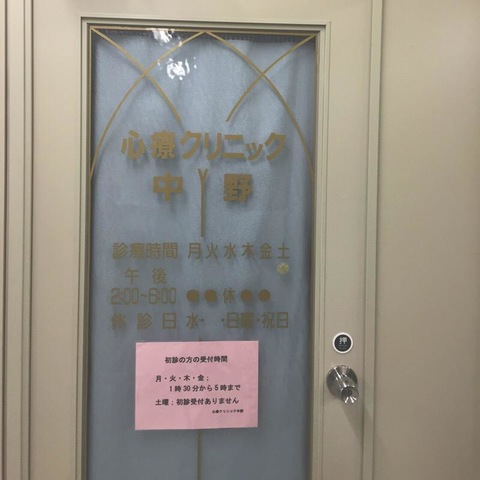 心療クリニック
中野
診療時間 月火水木金土
午後
2:00~6:00 ●●休●●
休診日 水・ ・日曜・祝日
押
初診の方の受付時間
月・火・木・金；
1時30分から5時まで
土曜；初診受付ありません
心療クリニック中野